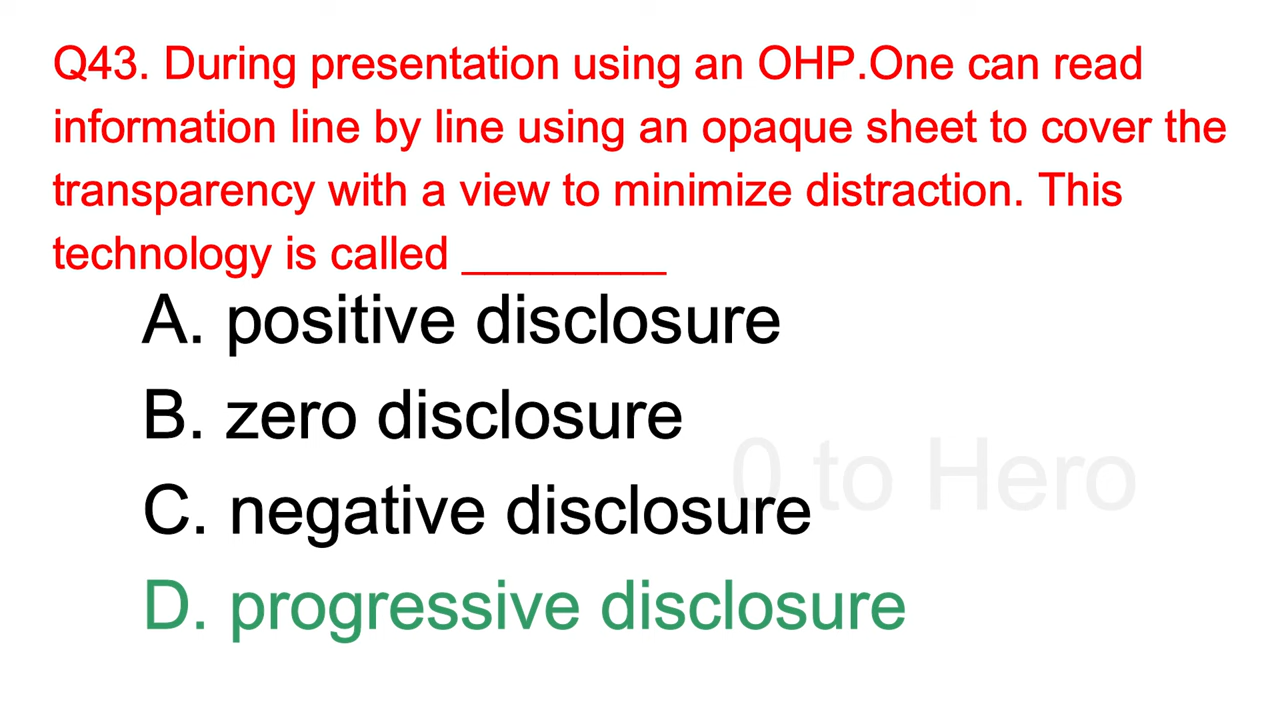 Q43. During presentation using an OHP.One can read
information line by line using an opaque sheet to cover the
transparency with a view to minimize distraction. This
technology is called _________
A. positive disclosure
B. zero disclosure
0 to Hero
C. negative disclosure
D. progressive disclosure